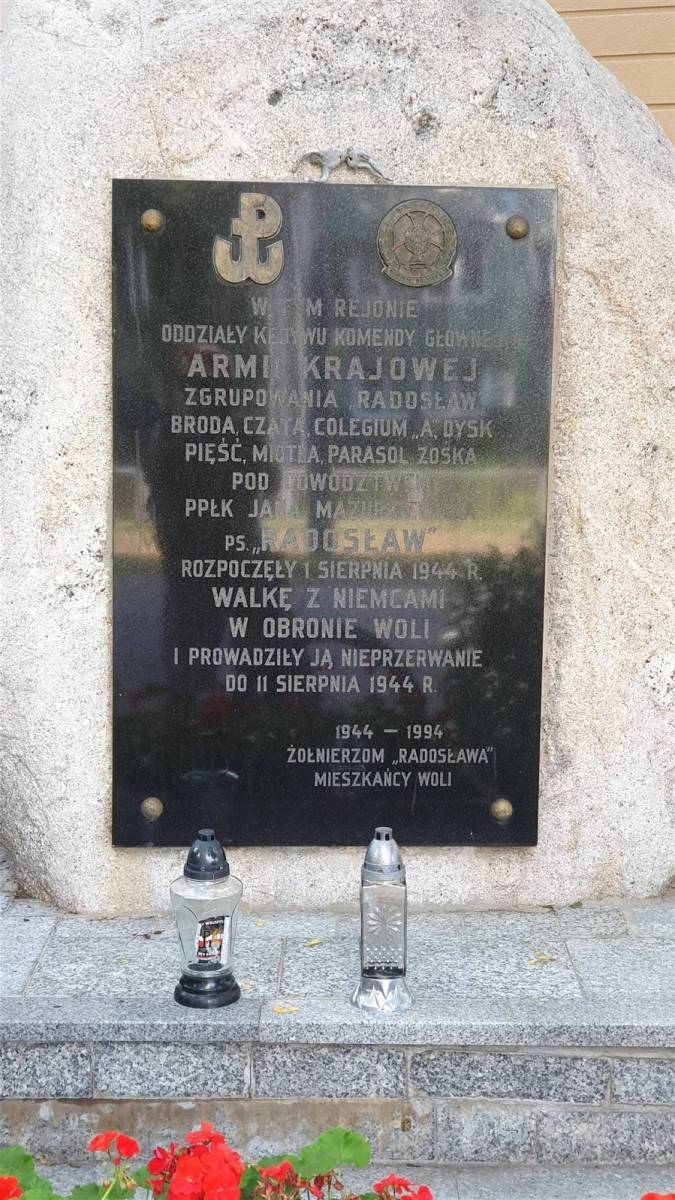 W TYM REJONIE
ODDZIAŁY KEDYWU KOMENDY GŁÓWNEJ
ARMII KRAJOWEJ
ZGRUPOWANIA RADOSŁAW
BRODA, CZATA, COLEGIUM „A, DYSK
PIĘŚĆ, MIOTŁA, PARASOL, ZOŚKA
POD DOWÓDZTWEM
PPŁK JANA MAZURKIEWICZA
PS. „RADOSŁAW”
ROZPOCZĘŁY 1 SIERPNIA 1944 R.
WALKĘ Z NIEMCAMI
W OBRONIE WOLI
I PROWADZIŁY JĄ NIEPRZERWANIE
DO 11 SIERPNIA 1944 R.
1944 – 1994
ŻOŁNIERZOM „RADOSŁAWA”
MIESZKAŃCY WOLI